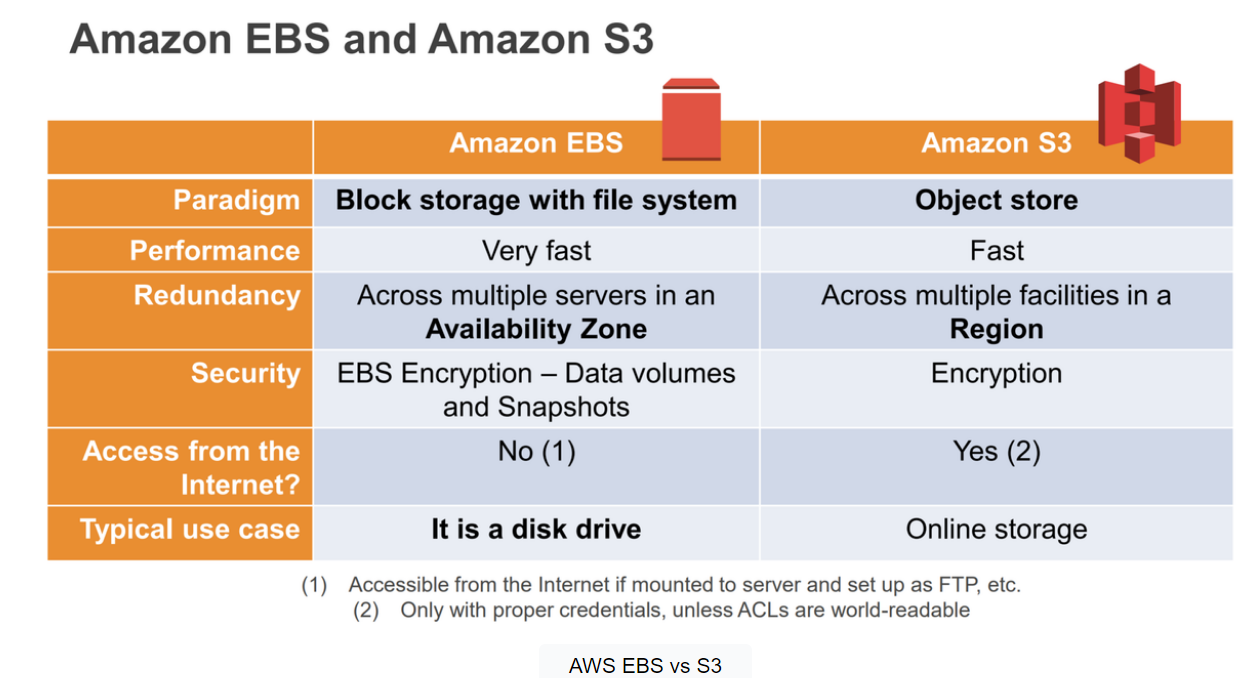 Amazon EBS and Amazon S3
Amazon EBS Amazon S3
Paradigm Block storage with file system Object store
Performance Very fast Fast
Redundancy Across multiple servers in an Across multiple facilities in a
Availability Zone Region
Security EBS Encryption – Data volumes Encryption
and Snapshots
Access from the No (1) Yes (2)
Internet?
Typical use case It is a disk drive Online storage
(1) Accessible from the Internet if mounted to server and set up as FTP, etc.
(2) Only with proper credentials, unless ACLs are world-readable
AWS EBS vs S3